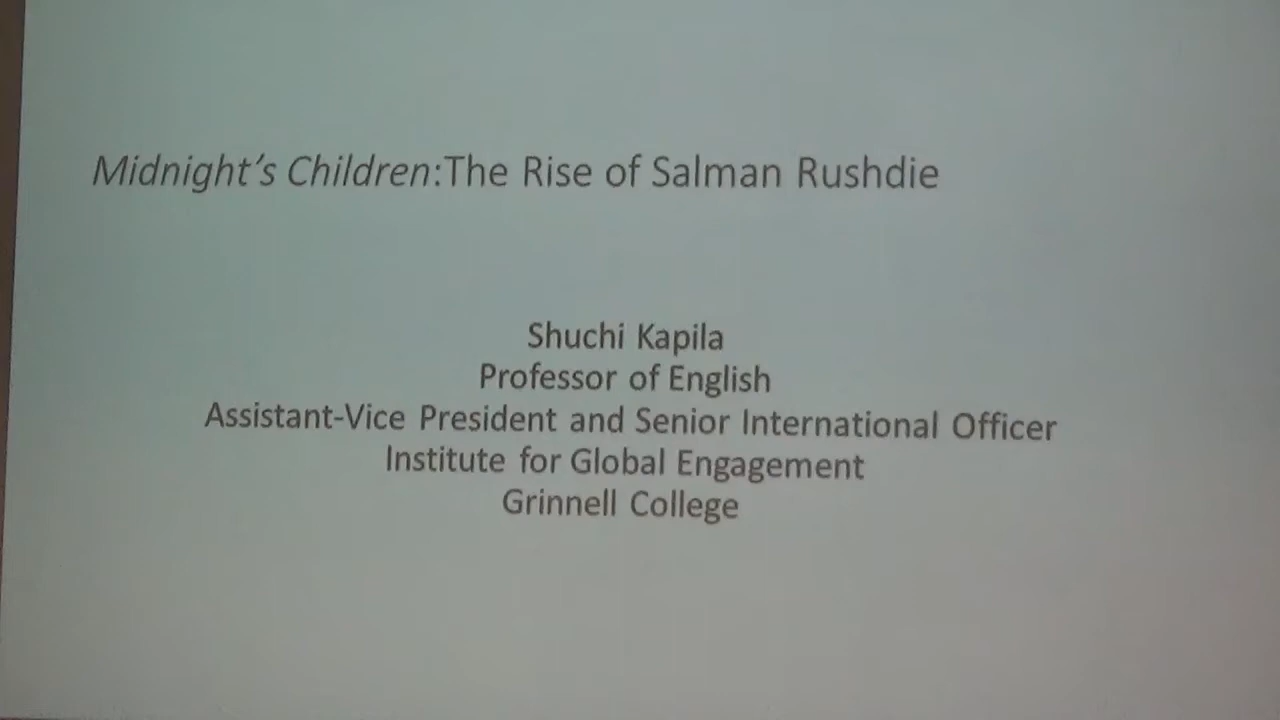 Midnight’s Children:The Rise of Salman Rushdie
Shuchi Kapila
Professor of English
Assistant-Vice President and Senior International Officer
Institute for Global Engagement
Grinnell College